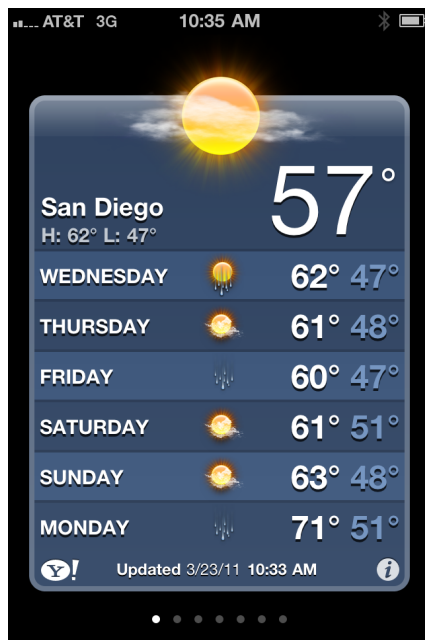 AT&T 3G 10:35 AM
57°
San Diego
H: 62° L: 47°
WEDNESDAY 62° 47°
THURSDAY 61° 48°
FRIDAY 60° 47°
SATURDAY 61° 51°
SUNDAY 63° 48°
MONDAY 71° 51°
Y! Updated 3/23/11 10:33 AM i